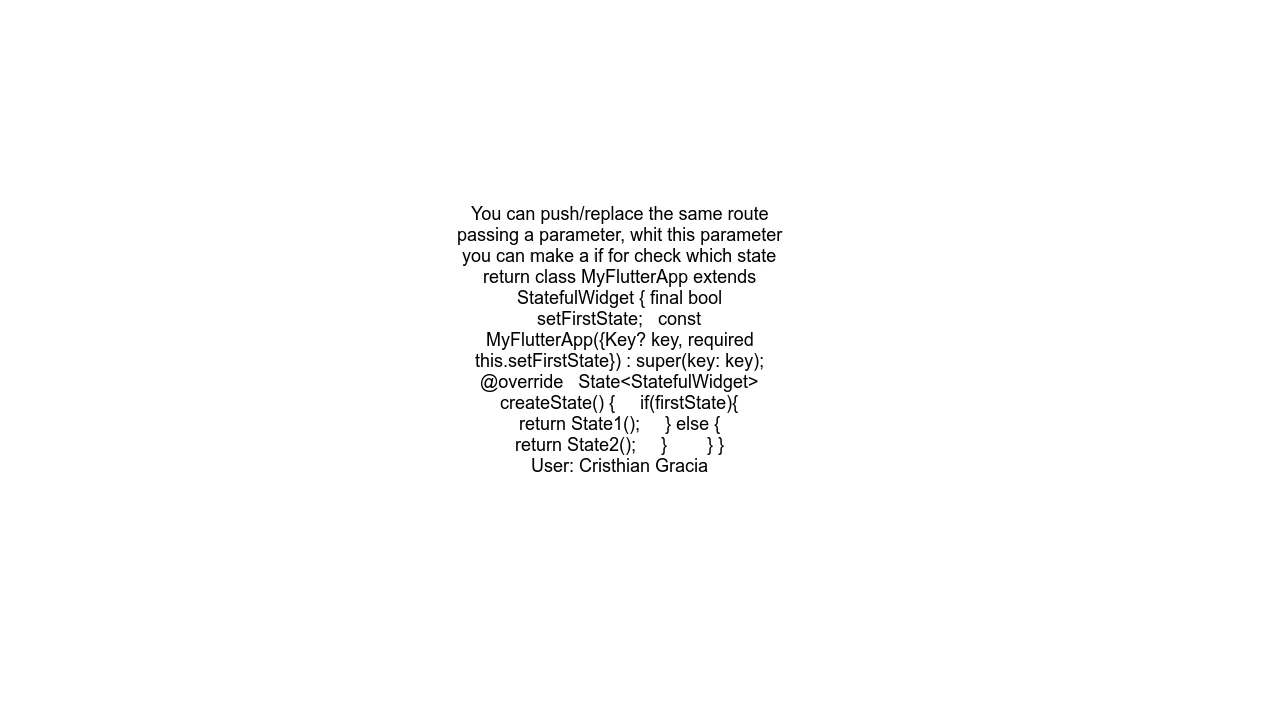 You can push/replace the same route
passing a parameter, whit this parameter
you can make a if for check which state
return class MyFlutterApp extends
StatefulWidget { final bool
setFirstState;   const
MyFlutterApp({Key? key, required
this.setFirstState}) : super(key: key);
@override   State<StatefulWidget>
createState() {     if(firstState){
return State1();     } else {
return State2();     }        } }
User: Cristhian Gracia